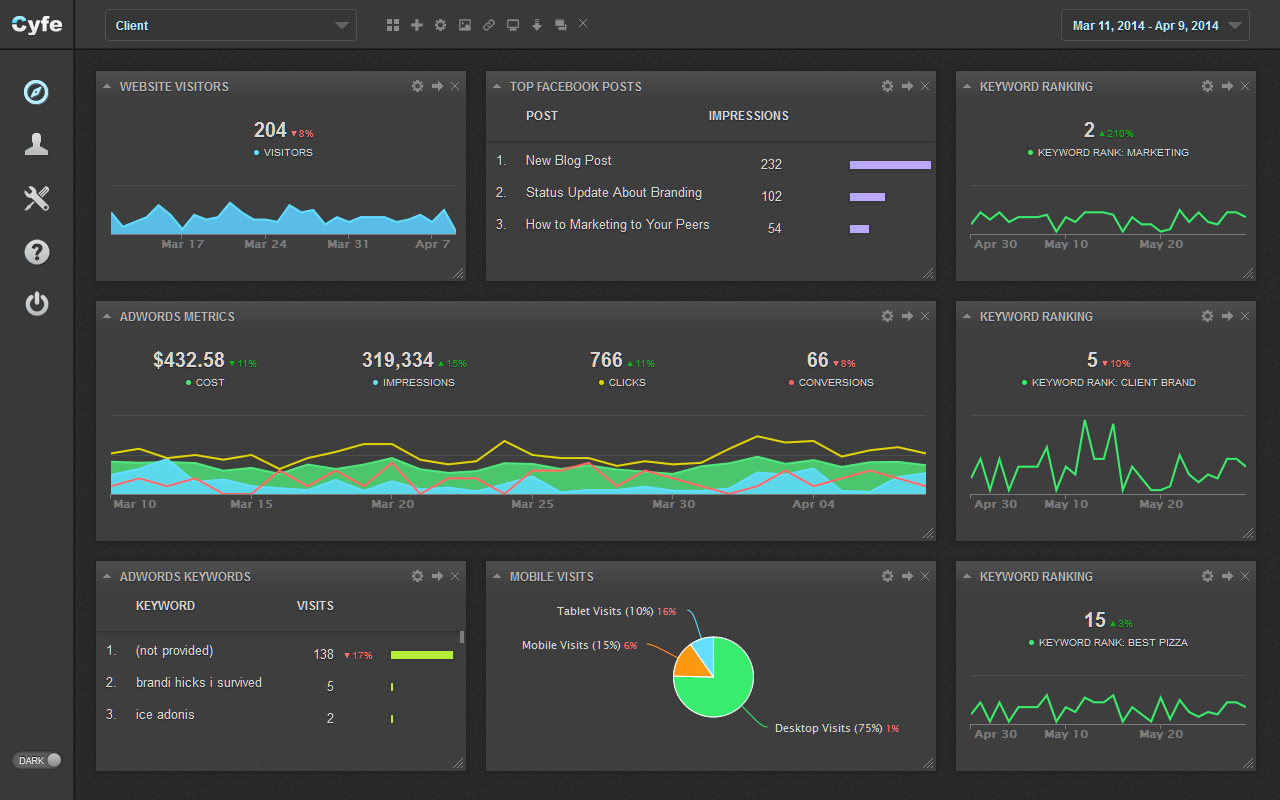 Cyfe
Client
Mar 11, 2014 - Apr 9, 2014
WEBSITE VISITORS
204 ▼8%
VISITORS
Mar 17 Mar 24 Mar 31 Apr 7
TOP FACEBOOK POSTS
POST IMPRESSIONS
1. New Blog Post 232
2. Status Update About Branding 102
3. How to Marketing to Your Peers 54
KEYWORD RANKING
2 ▲210%
KEYWORD RANK: MARKETING
Apr 30 May 10 May 20
ADWORDS METRICS
$432.58 ▼11% 319,334 ▲15% 766 ▲11% 66 ▼8%
COST IMPRESSIONS CLICKS CONVERSIONS
Mar 10 Mar 15 Mar 20 Mar 25 Mar 30 Apr 04
KEYWORD RANKING
5 ▼10%
KEYWORD RANK: CLIENT BRAND
Apr 30 May 10 May 20
ADWORDS KEYWORDS
KEYWORD VISITS
1. (not provided) 138 ▼17%
2. brandi hicks i survived 5
3. ice adonis 2
MOBILE VISITS
Tablet Visits (10%) 16%
Mobile Visits (15%) 6%
Desktop Visits (75%) 1%
KEYWORD RANKING
15 ▲3%
KEYWORD RANK: BEST PIZZA
Apr 30 May 10 May 20
DARK